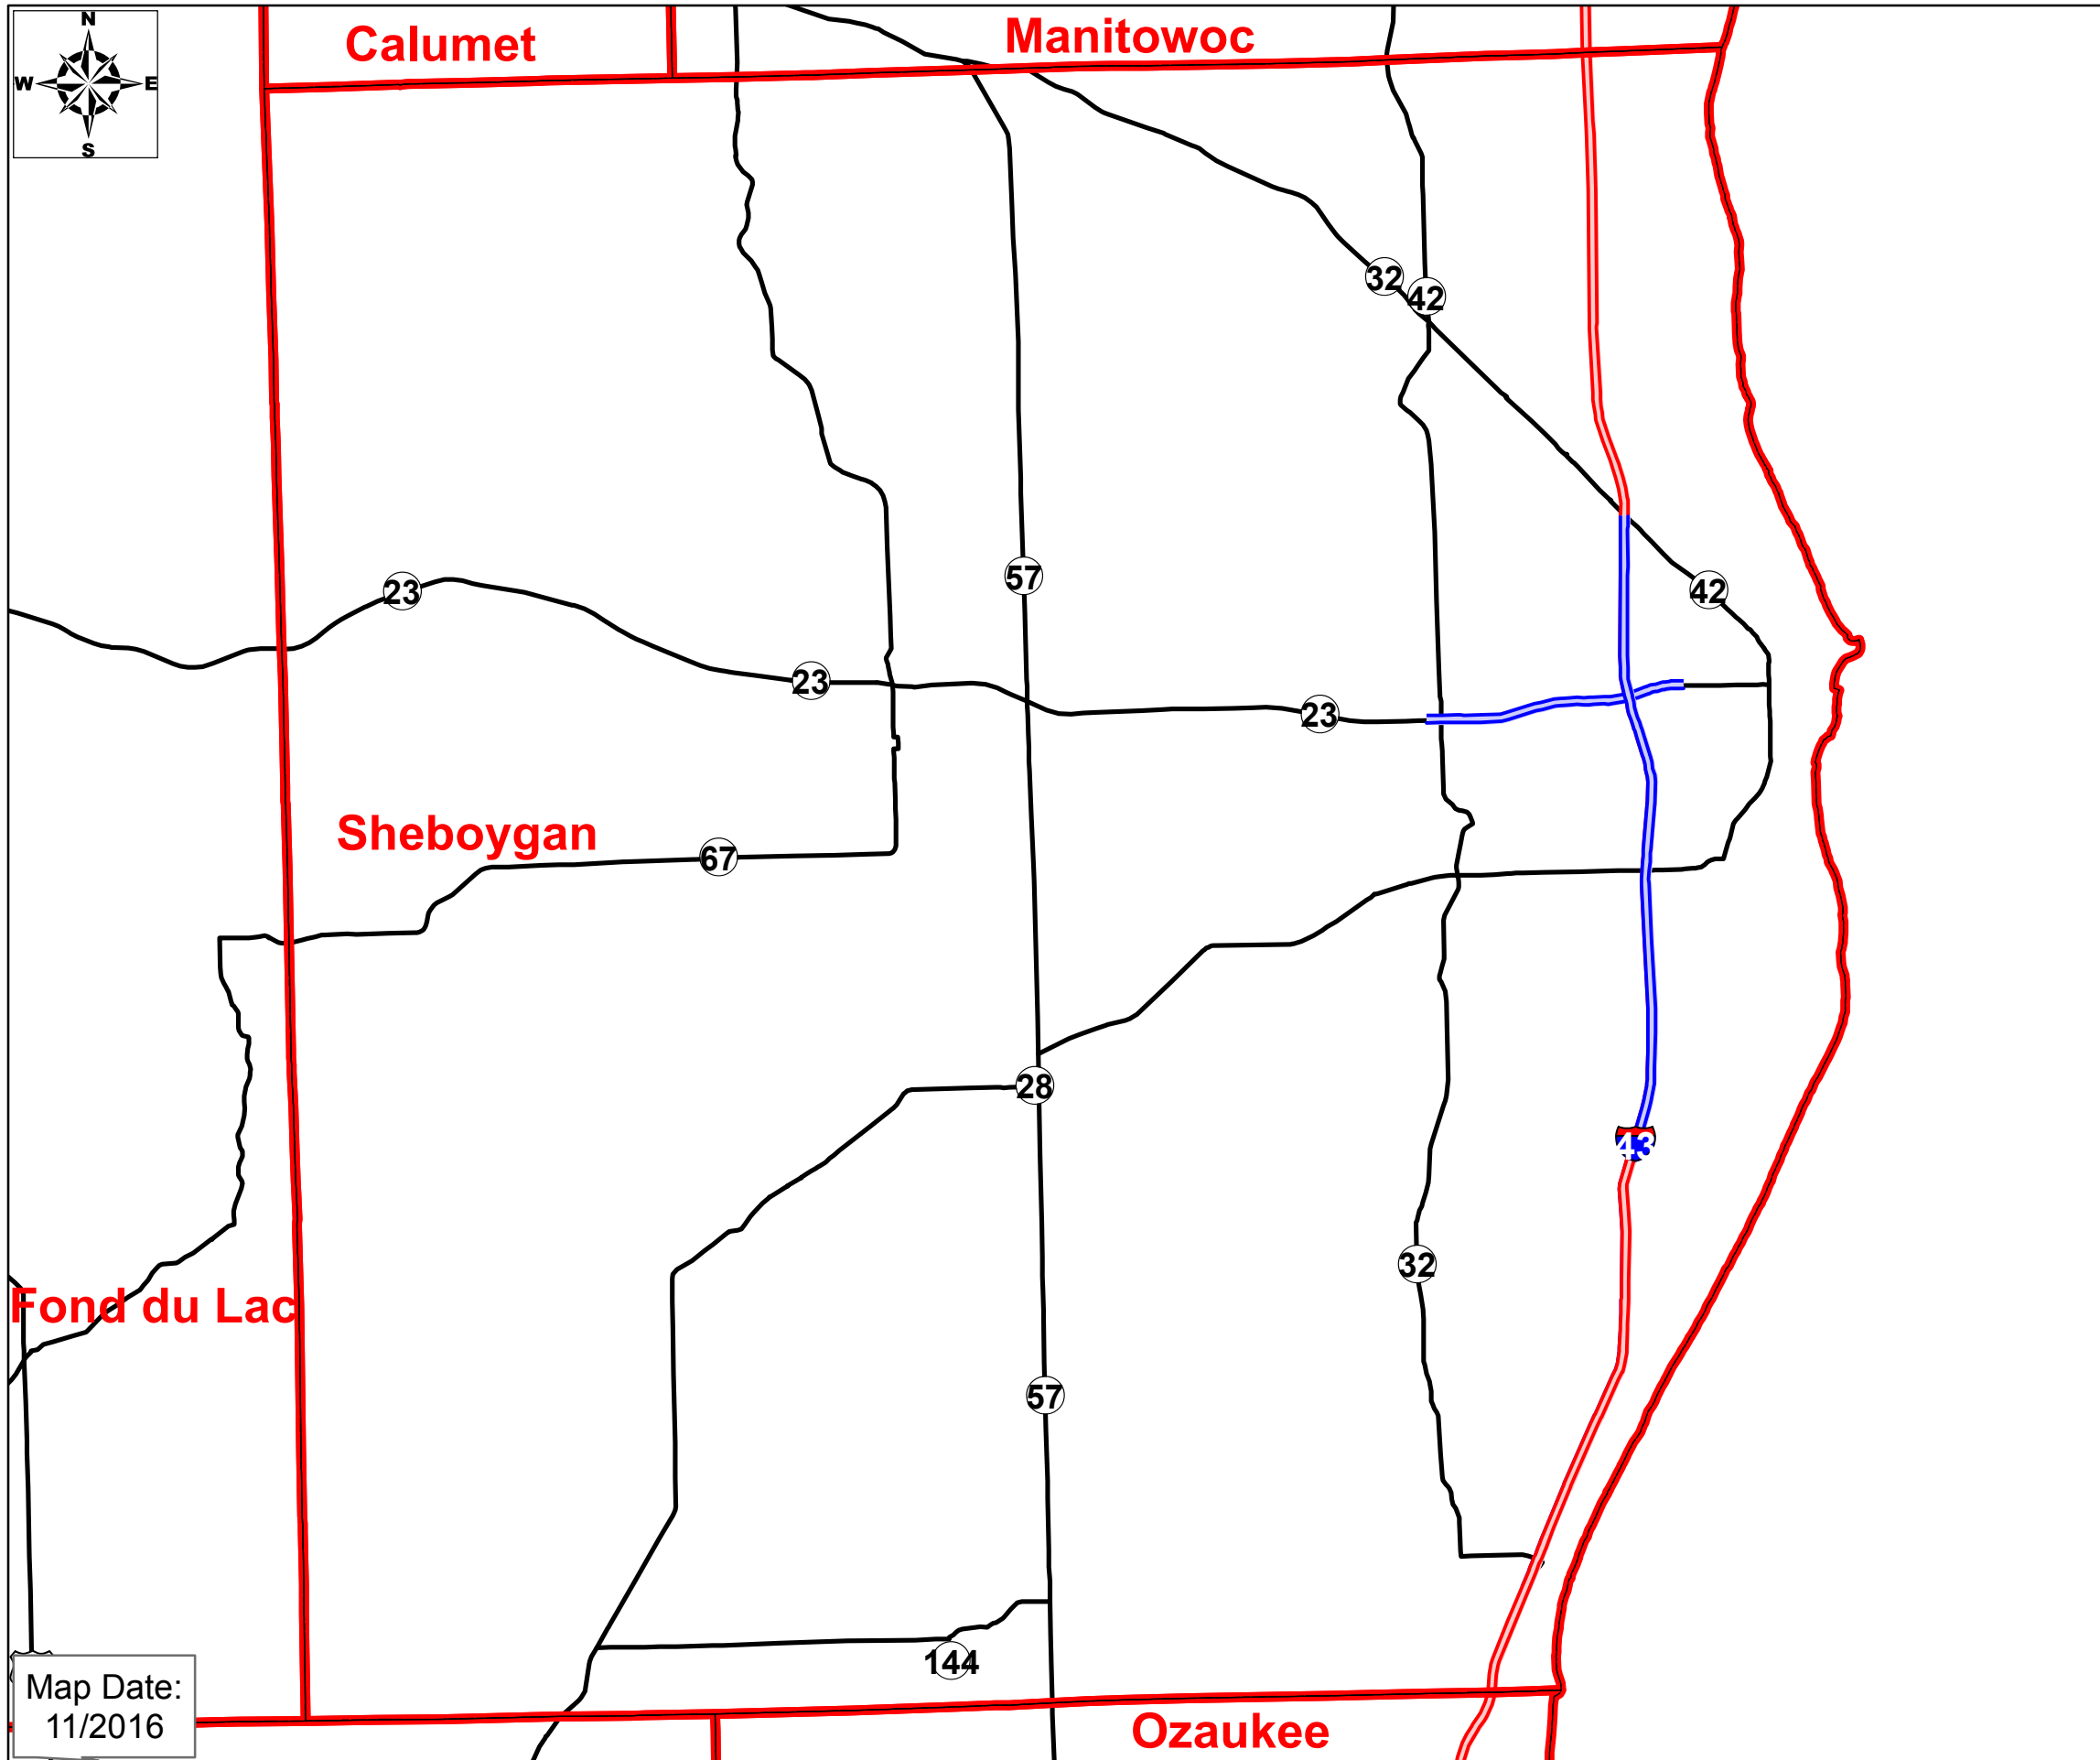 N
Calumet
Manitowoc
W
E
S
32
42
57
23
42
23
23
Sheboygan
67
28
43
32
Fond du Lac
57
144
Map Date:
11/2016
Ozaukee